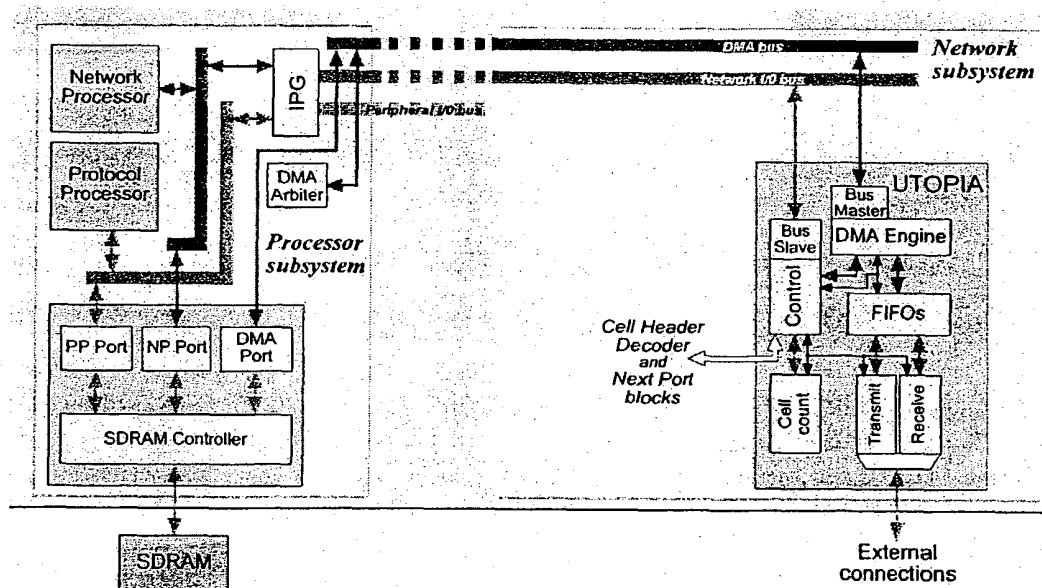 Network
Processor
Protocol
Processor
IPG
DMA bus
Network I/O bus
Peripheral I/O bus
Network
subsystem
DMA
Arbiter
Processor
subsystem
PP Port
NP Port
DMA
Port
SDRAM Controller
SDRAM
UTOPIA
Bus
Master
DMA Engine
Bus
Slave
Control
FIFOs
Cell Header
Decoder
and
Next Port
blocks
Cell
count
Transmit
Receive
External
connections